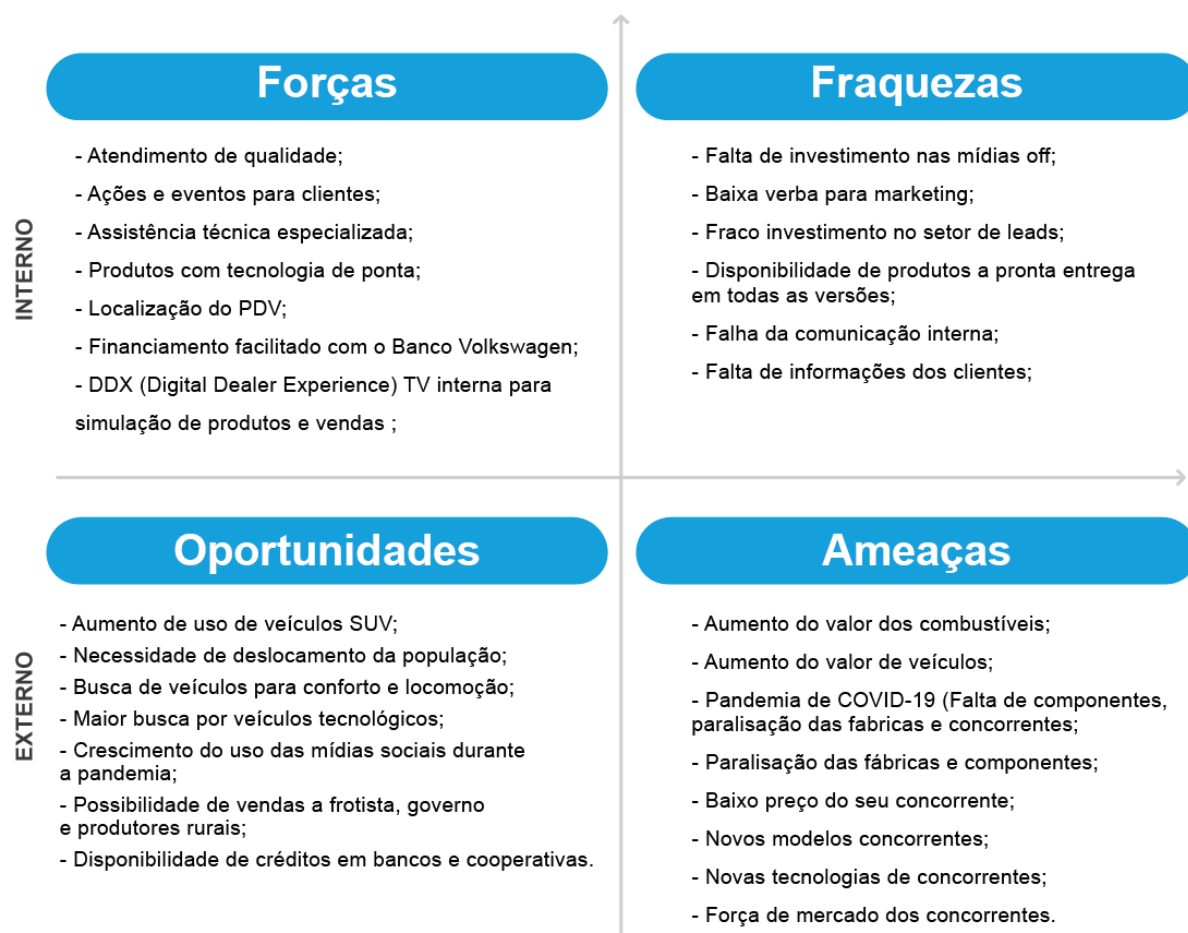 INTERNO
Forças
- Atendimento de qualidade;
- Ações e eventos para clientes;
- Assistência técnica especializada;
- Produtos com tecnologia de ponta;
- Localização do PDV;
- Financiamento facilitado com o Banco Volkswagen;
- DDX (Digital Dealer Experience) TV interna para
simulação de produtos e vendas ;
Fraquezas
- Falta de investimento nas mídias off;
- Baixa verba para marketing;
- Fraco investimento no setor de leads;
- Disponibilidade de produtos a pronta entrega
em todas as versões;
- Falha da comunicação interna;
- Falta de informações dos clientes;
EXTERNO
Oportunidades
- Aumento de uso de veículos SUV;
- Necessidade de deslocamento da população;
- Busca de veículos para conforto e locomoção;
- Maior busca por veículos tecnológicos;
- Crescimento do uso das mídias sociais durante
a pandemia;
- Possibilidade de vendas a frotista, governo
e produtores rurais;
- Disponibilidade de créditos em bancos e cooperativas.
Ameaças
- Aumento do valor dos combustíveis;
- Aumento do valor de veículos;
- Pandemia de COVID-19 (Falta de componentes,
paralisação das fabricas e concorrentes;
- Paralisação das fábricas e componentes;
- Baixo preço do seu concorrente;
- Novos modelos concorrentes;
- Novas tecnologias de concorrentes;
- Força de mercado dos concorrentes.